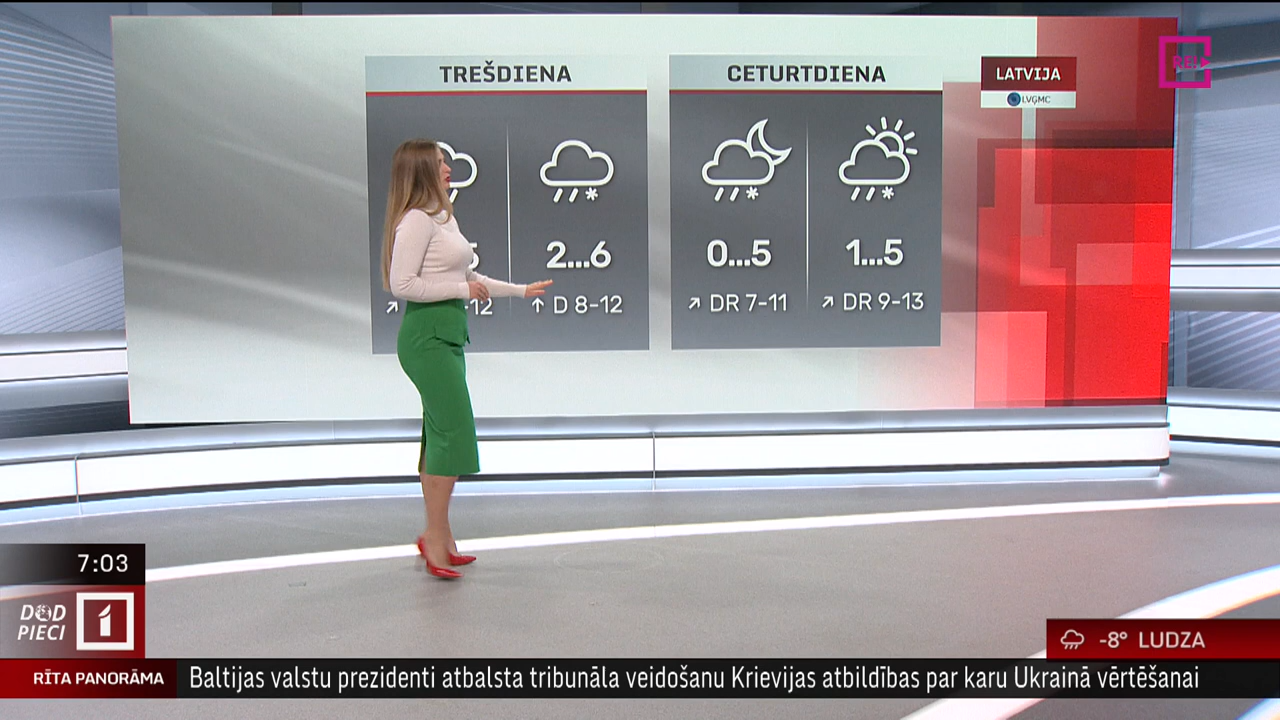 TREŠDIENA
CETURTDIENA
LATVIJA
LVĢMC
RE!
2...6
0...5
1...5
-12
D 8-12
DR 7-11
DR 9-13
7:03
DOD
PIECI
1
-8° LUDZA
RĪTA PANORĀMA
Baltijas valstu prezidenti atbalsta tribunāla veidošanu Krievijas atbildības par karu Ukrainā vērtēšanai